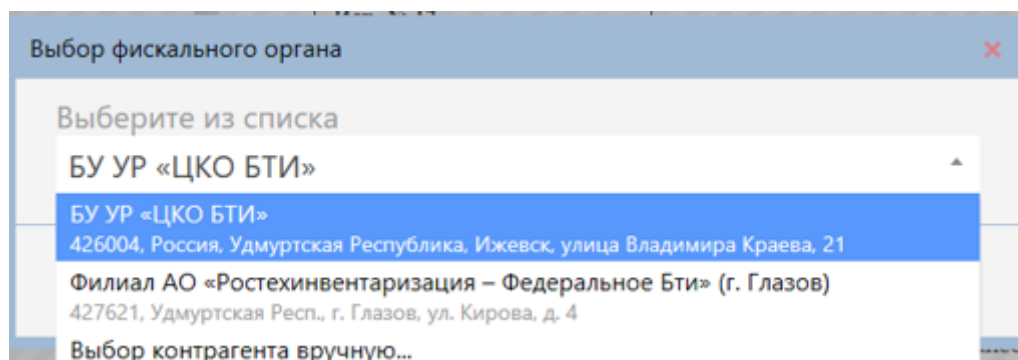 Выбор фискального органа
Выберите из списка
БУ УР «ЦКО БТИ»
БУ УР «ЦКО БТИ»
426004, Россия, Удмуртская Республика, Ижевск, улица Владимира Краева, 21
Филиал АО «Ростехинвентаризация – Федеральное Бти» (г. Глазов)
427621, Удмуртская Респ., г. Глазов, ул. Кирова, д. 4
Выбор контрагента вручную...